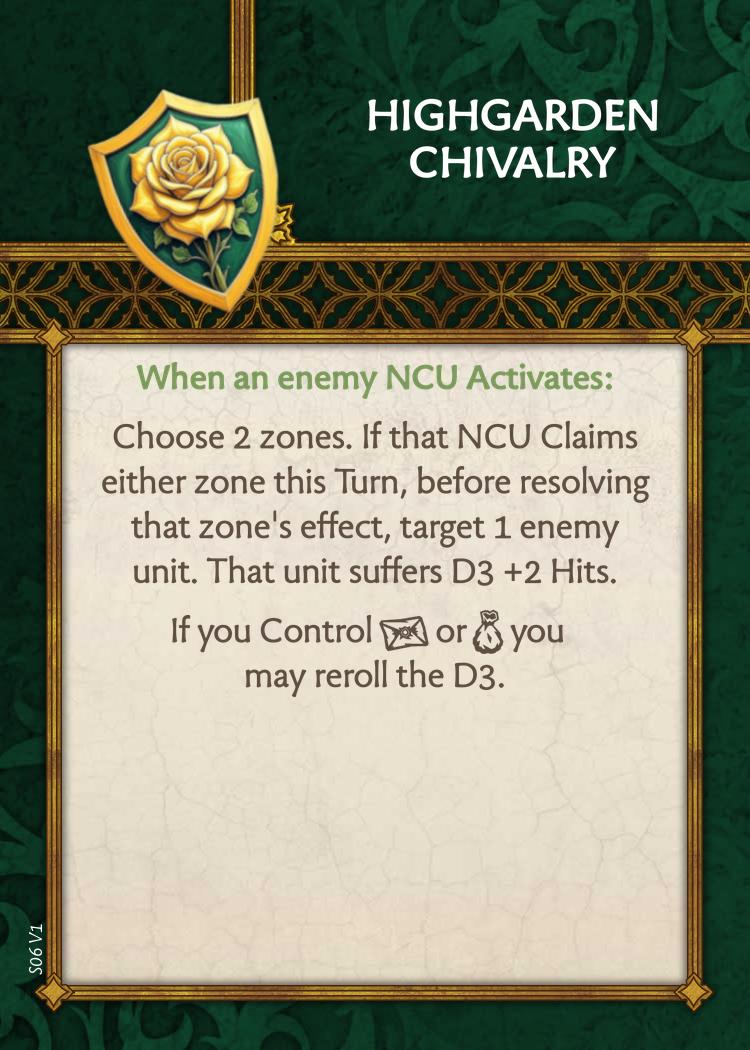 HIGHGARDEN
CHIVALRY
When an enemy NCU Activates:
Choose 2 zones. If that NCU Claims
either zone this Turn, before resolving
that zone's effect, target 1 enemy
unit. That unit suffers D3 +2 Hits.
If you Control or you
may reroll the D3.
S06 V1